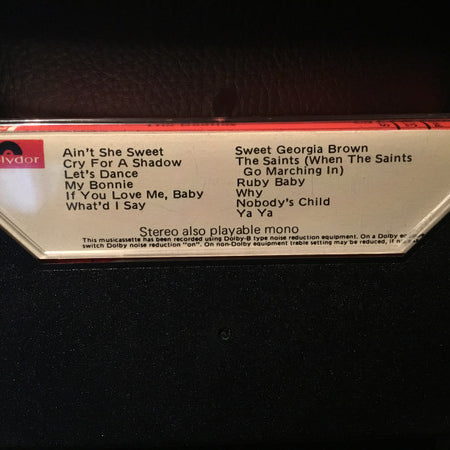 Polydor
Ain't She Sweet
Cry For A Shadow
Let's Dance
My Bonnie
If You Love Me, Baby
What'd I Say
Sweet Georgia Brown
The Saints (When The Saints
Go Marching In)
Ruby Baby
Why
Nobody's Child
Ya Ya
Stereo also playable mono
This musicassette has been recorded using Dolby-B type noise reduction equipment. On a Dolby
switch Dolby noise reduction "on". On non-Dolby equipment treble setting may be reduced, if